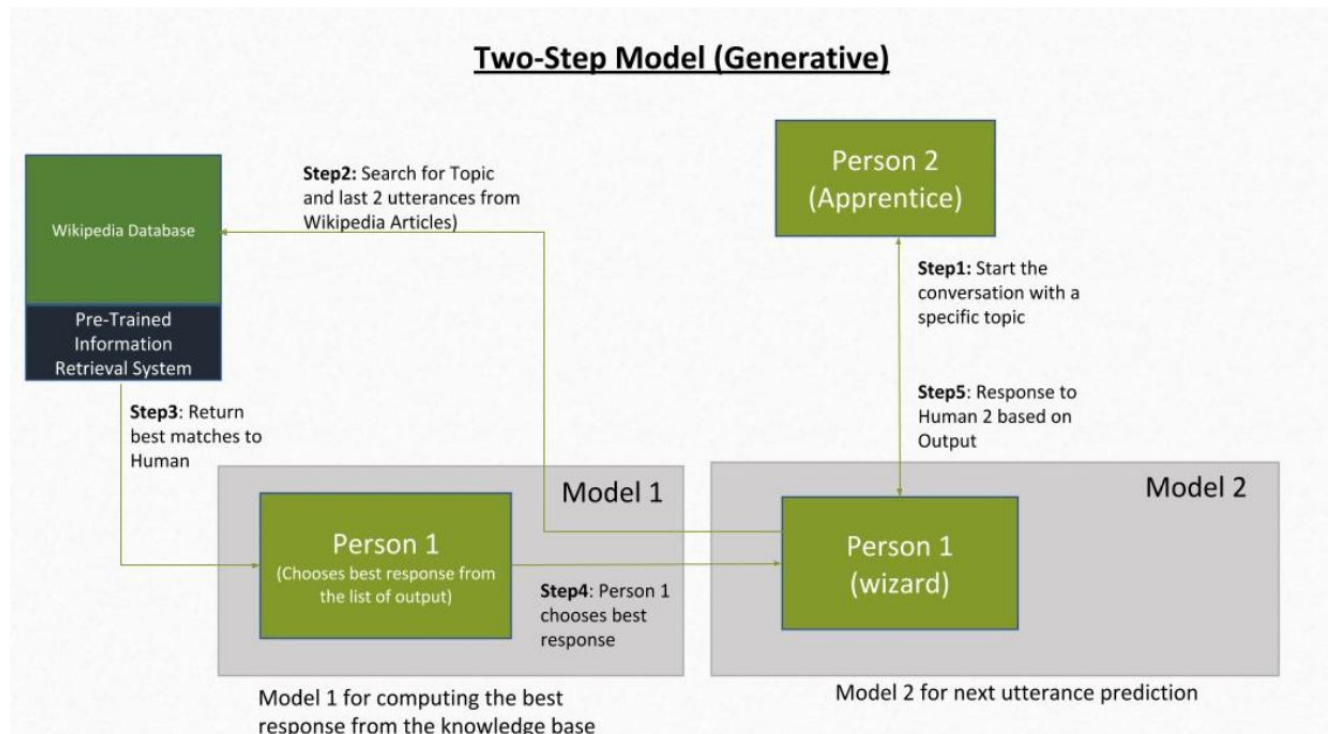 Two-Step Model (Generative)
Person 2
(Apprentice)
Step2: Search for Topic
and last 2 utterances from
Wikipedia Articles)
Wikipedia Database
Step1: Start the
conversation with a
specific topic
Pre-Trained
Information
Retrieval System
Step3: Return
best matches to
Human
Step5: Response to
Human 2 based on
Output
Model 1
Person 1
(Chooses best response from
the list of output)
Step4: Person 1
chooses best
response
Model 2
Person 1
(wizard)
Model 1 for computing the best
response from the knowledge base
Model 2 for next utterance prediction